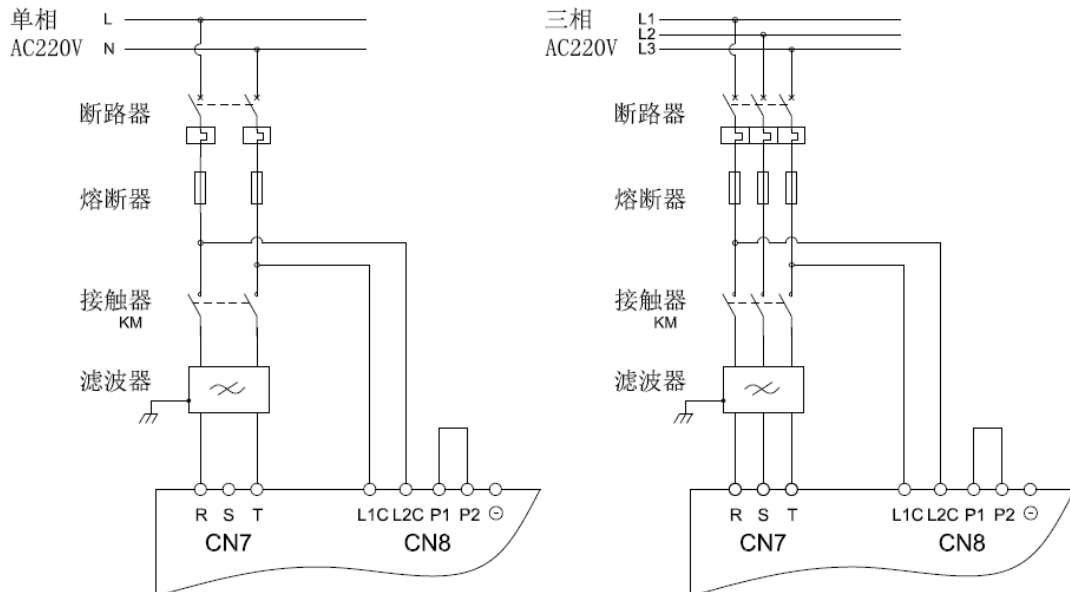 单相 L
AC220V N
断路器
熔断器
接触器
KM
滤波器
R S T L1C L2C P1 P2 ⊖
CN7 CN8
三相 L1
L2
AC220V L3
断路器
熔断器
接触器
KM
滤波器
R S T L1C L2C P1 P2 ⊖
CN7 CN8